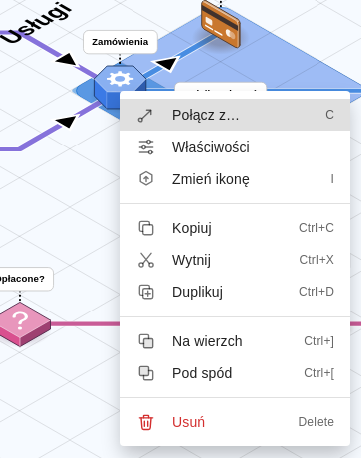 Usługi
Zamówienia
Połącz z… C
Właściwości
Zmień ikonę I
Kopiuj Ctrl+C
Wytnij Ctrl+X
Duplikuj Ctrl+D
płacone?
?
Na wierzch Ctrl+]
Pod spód Ctrl+[
Usuń Delete